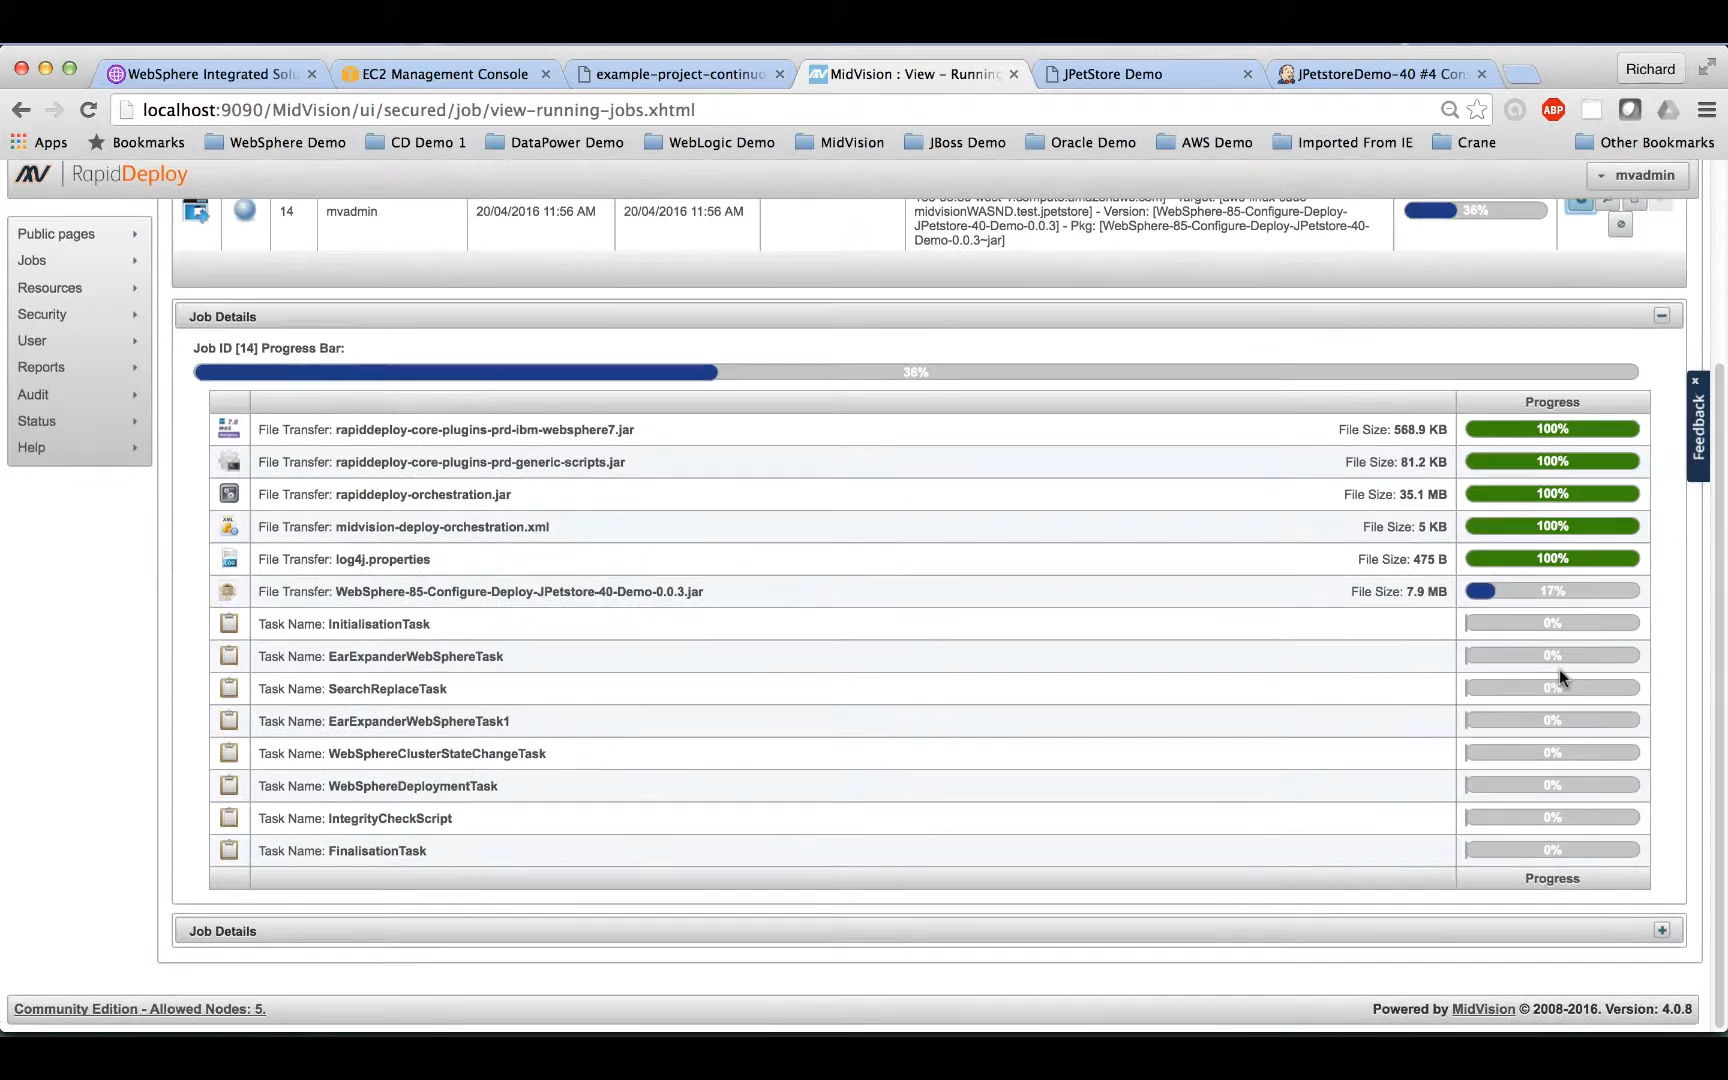 WebSphere Integrated Solu
EC2 Management Console
example-project-continuo
MidVision : View – Running
JPetStore Demo
JPetstoreDemo-40 #4 Con
Richard
localhost:9090/MidVision/ui/secured/job/view-running-jobs.xhtml
ABP
Apps
Bookmarks
WebSphere Demo
CD Demo 1
DataPower Demo
WebLogic Demo
MidVision
JBoss Demo
Oracle Demo
AWS Demo
Imported From IE
Crane
Other Bookmarks
RapidDeploy
mvadmin
14
mvadmin
20/04/2016 11:56 AM
20/04/2016 11:56 AM
midvisionWASND.test.jpetstore] - Version: [WebSphere-85-Configure-Deploy-
JPetstore-40-Demo-0.0.3] - Pkg: [WebSphere-85-Configure-Deploy-JPetstore-40-
Demo-0.0.3~jar]
36%
Public pages
Jobs
Resources
Security
User
Reports
Audit
Status
Help
Job Details
Job ID [14] Progress Bar:
36%
Progress
File Transfer: rapiddeploy-core-plugins-prd-ibm-websphere7.jar File Size: 568.9 KB 100%
File Transfer: rapiddeploy-core-plugins-prd-generic-scripts.jar File Size: 81.2 KB 100%
File Transfer: rapiddeploy-orchestration.jar File Size: 35.1 MB 100%
File Transfer: midvision-deploy-orchestration.xml File Size: 5 KB 100%
File Transfer: log4j.properties File Size: 475 B 100%
File Transfer: WebSphere-85-Configure-Deploy-JPetstore-40-Demo-0.0.3.jar File Size: 7.9 MB 17%
Task Name: InitialisationTask 0%
Task Name: EarExpanderWebSphereTask 0%
Task Name: SearchReplaceTask 0%
Task Name: EarExpanderWebSphereTask1 0%
Task Name: WebSphereClusterStateChangeTask 0%
Task Name: WebSphereDeploymentTask 0%
Task Name: IntegrityCheckScript 0%
Task Name: FinalisationTask 0%
Progress
Job Details
Feedback
x
Community Edition - Allowed Nodes: 5.
Powered by MidVision © 2008-2016. Version: 4.0.8